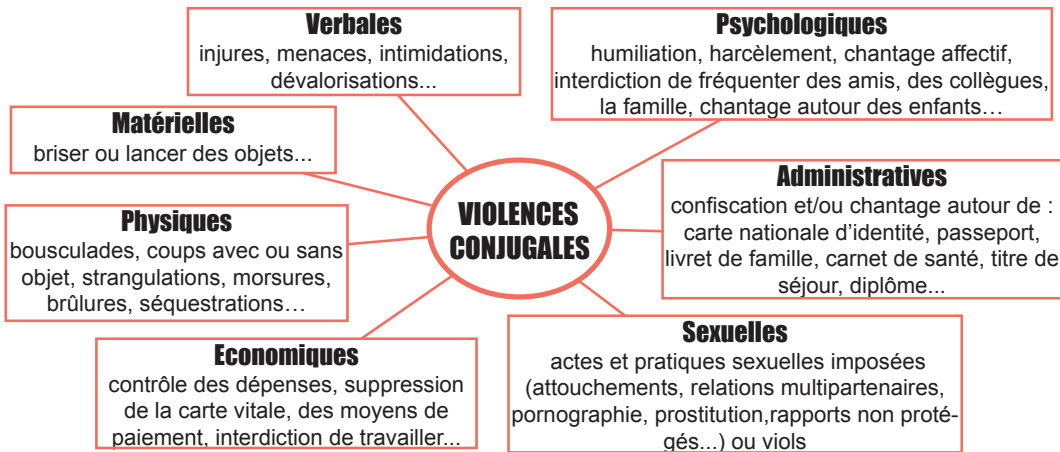 Verbales
injures, menaces, intimidations,
dévalorisations...
Psychologiques
humiliation, harcèlement, chantage affectif,
interdiction de fréquenter des amis, des collègues,
la famille, chantage autour des enfants…
Matérielles
briser ou lancer des objets...
VIOLENCES
CONJUGALES
Administratives
confiscation et/ou chantage autour de :
carte nationale d’identité, passeport,
livret de famille, carnet de santé, titre de
séjour, diplôme...
Physiques
bousculades, coups avec ou sans
objet, strangulations, morsures,
brûlures, séquestrations…
Economiques
contrôle des dépenses, suppression
de la carte vitale, des moyens de
paiement, interdiction de travailler...
Sexuelles
actes et pratiques sexuelles imposées
(attouchements, relations multipartenaires,
pornographie, prostitution,rapports non proté-
gés...) ou viols